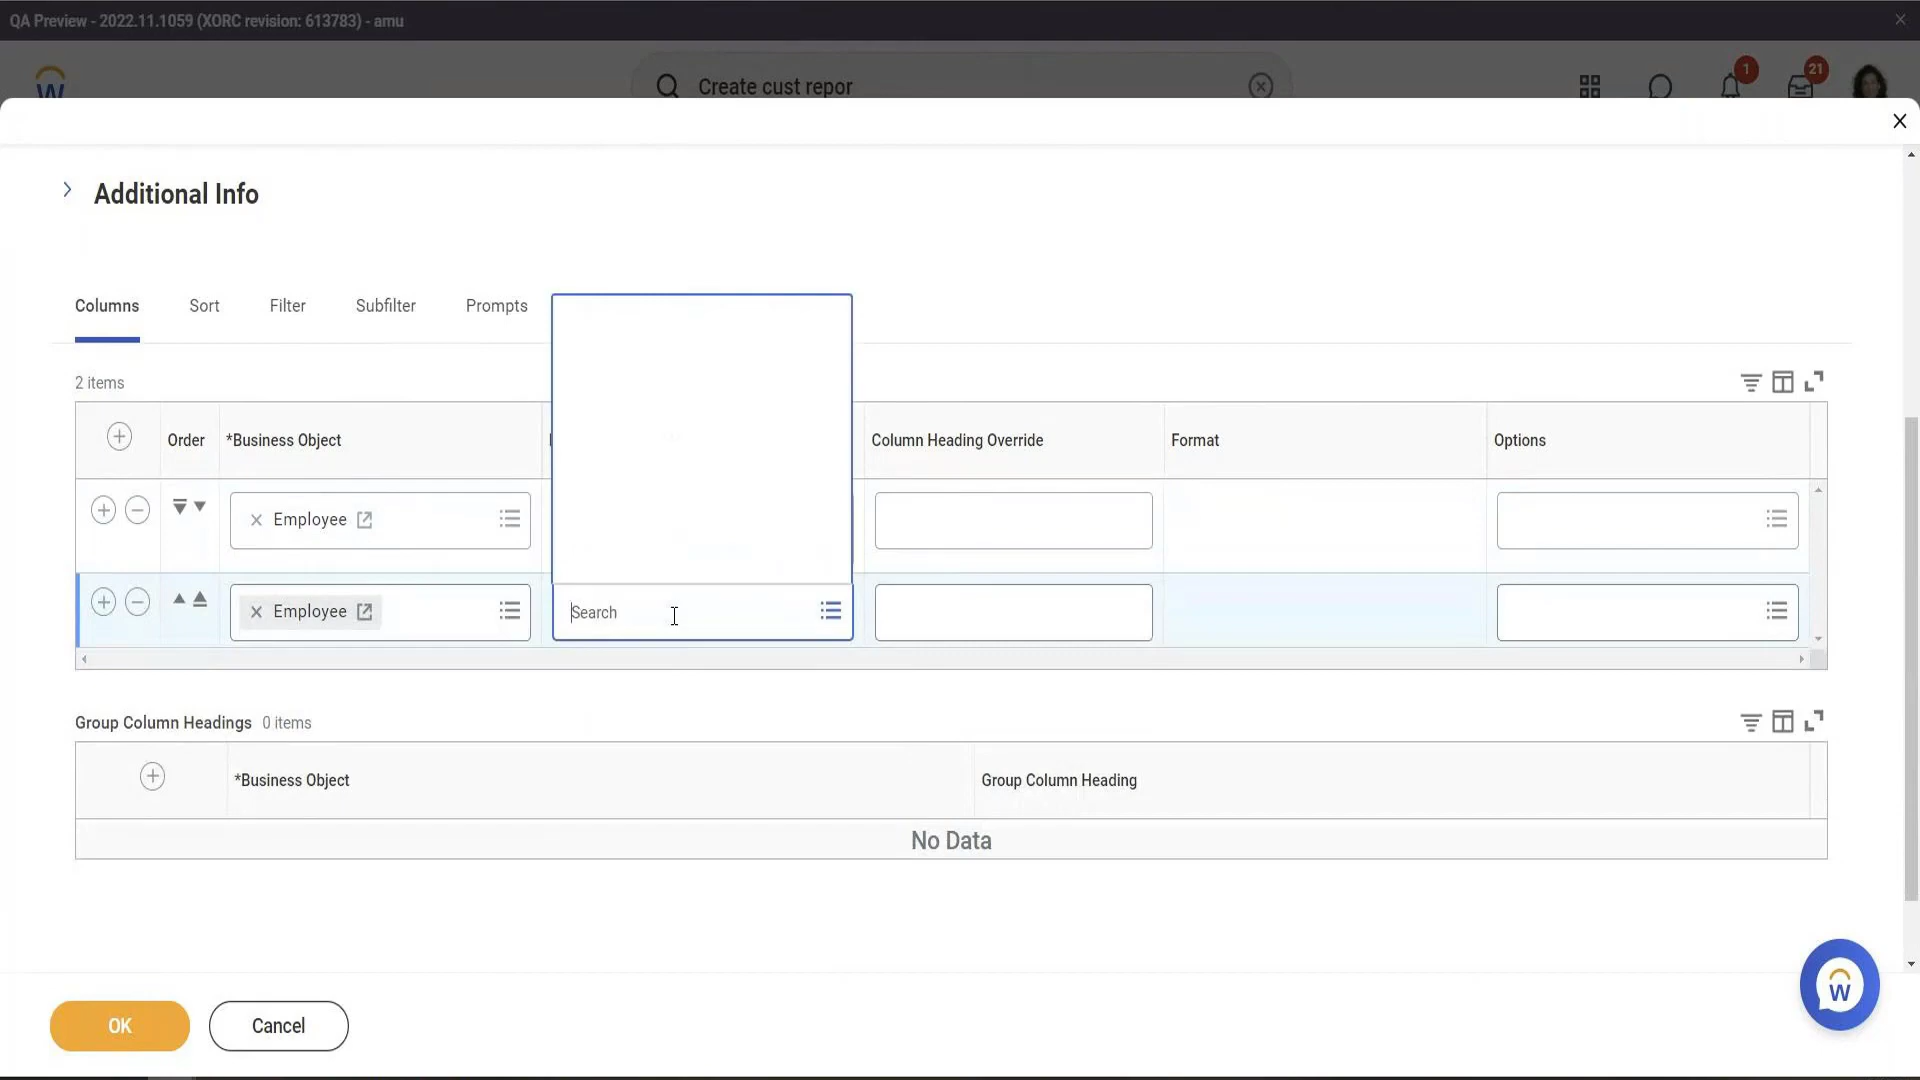 QA Preview - 2022.11.1059 (XORC revision: 613783) - amu
W
Create cust repor
1
21
Additional Info
Columns Sort Filter Subfilter Prompts
2 items
Order *Business Object Column Heading Override Format Options
Employee
Employee Search
Group Column Headings 0 items
*Business Object Group Column Heading
No Data
W
OK Cancel